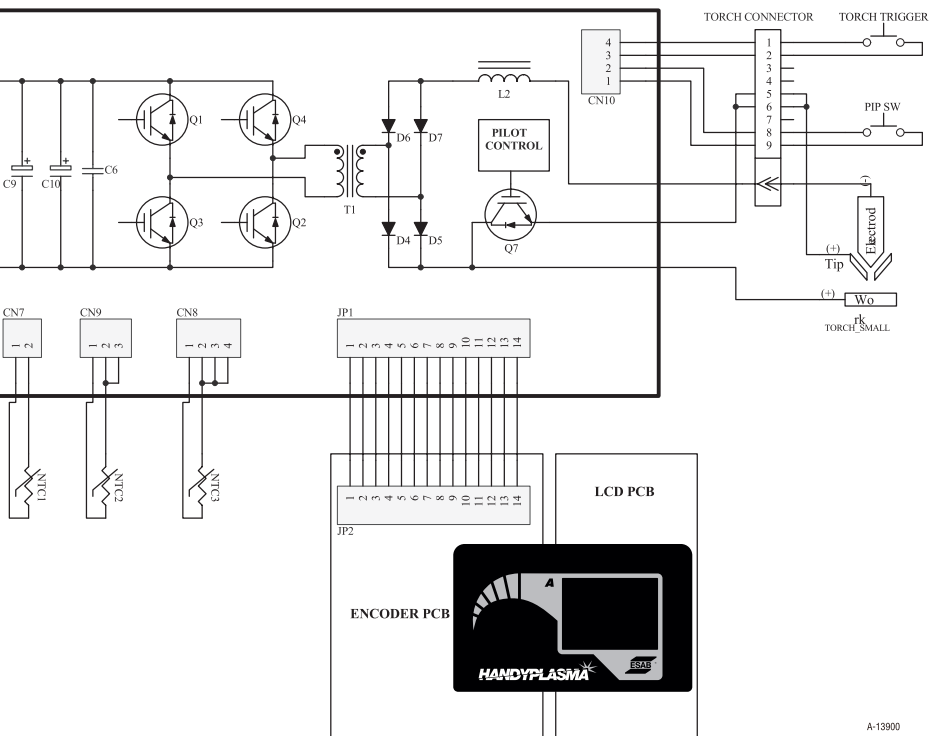 TORCH CONNECTOR
TORCH TRIGGER
4
3
2
1
CN10
1
2
3
4
5
6
7
8
9
L2
PIP SW
PILOT
CONTROL
Q1
Q4
D6
D7
C9
+
C10
+
C6
T1
Q3
Q2
D4
D5
Q7
(-)
Electrode
(+)
Tip
(+)
Wo
rk
TORCH_SMALL
CN7
1 2
CN9
1 2 3
CN8
1 2 3 4
JP1
1 2 3 4 5 6 7 8 9 10 11 12 13 14
NTC1
NTC2
NTC3
1 2 3 4 5 6 7 8 9 10 11 12 13 14
JP2
LCD PCB
ENCODER PCB
A
HANDYPLASMA
ESAB
A-13900